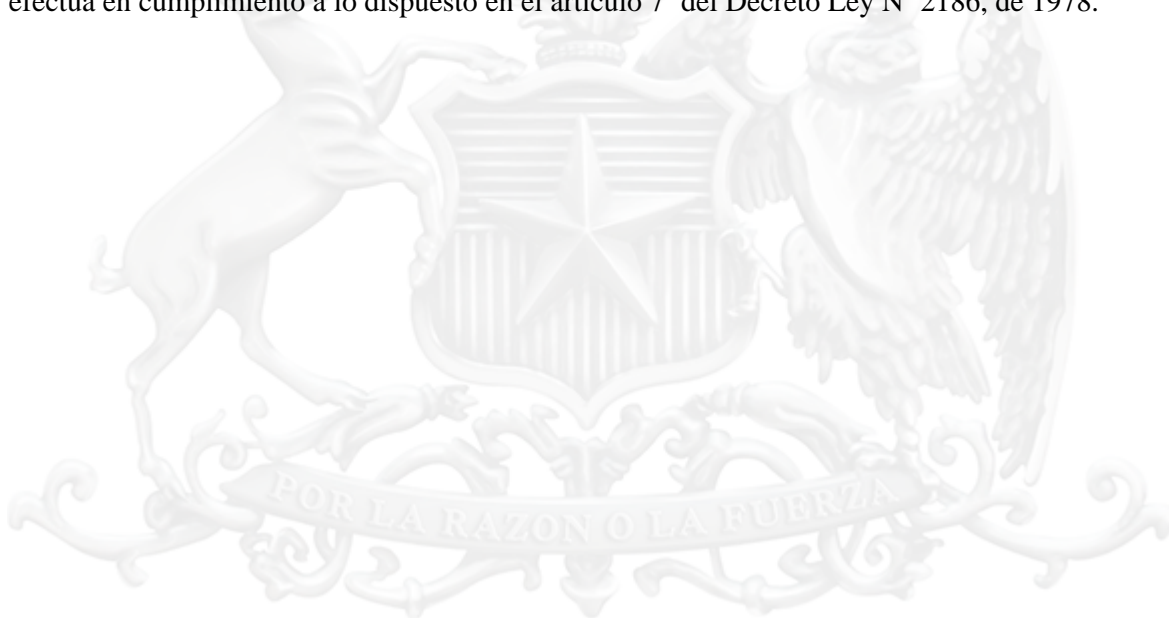 efectúa en cumplimiento a lo dispuesto en el artículo 7° del Decreto Ley N° 2186, de 1978.
POR LA RAZON O LA FUERZA